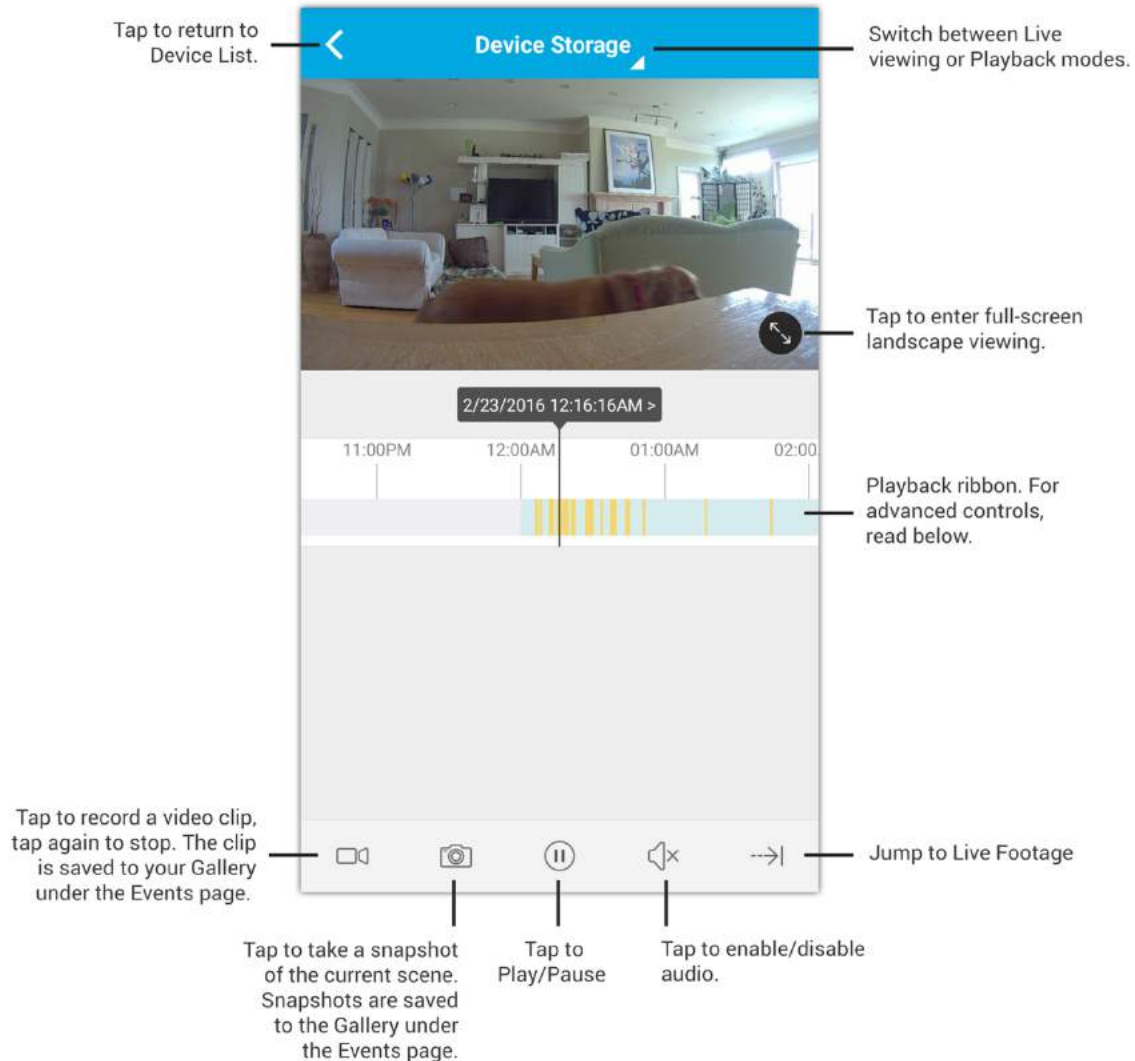 Tap to return to
Device List.
Device Storage
Switch between Live
viewing or Playback modes.
Tap to enter full-screen
landscape viewing.
2/23/2016 12:16:16AM >
11:00PM
12:00AM
01:00AM
02:00
Playback ribbon. For
advanced controls,
read below.
Tap to record a video clip,
tap again to stop. The clip
is saved to your Gallery
under the Events page.
Jump to Live Footage
Tap to take a snapshot
of the current scene.
Snapshots are saved
to the Gallery under
the Events page.
Tap to
Play/Pause
Tap to enable/disable
audio.